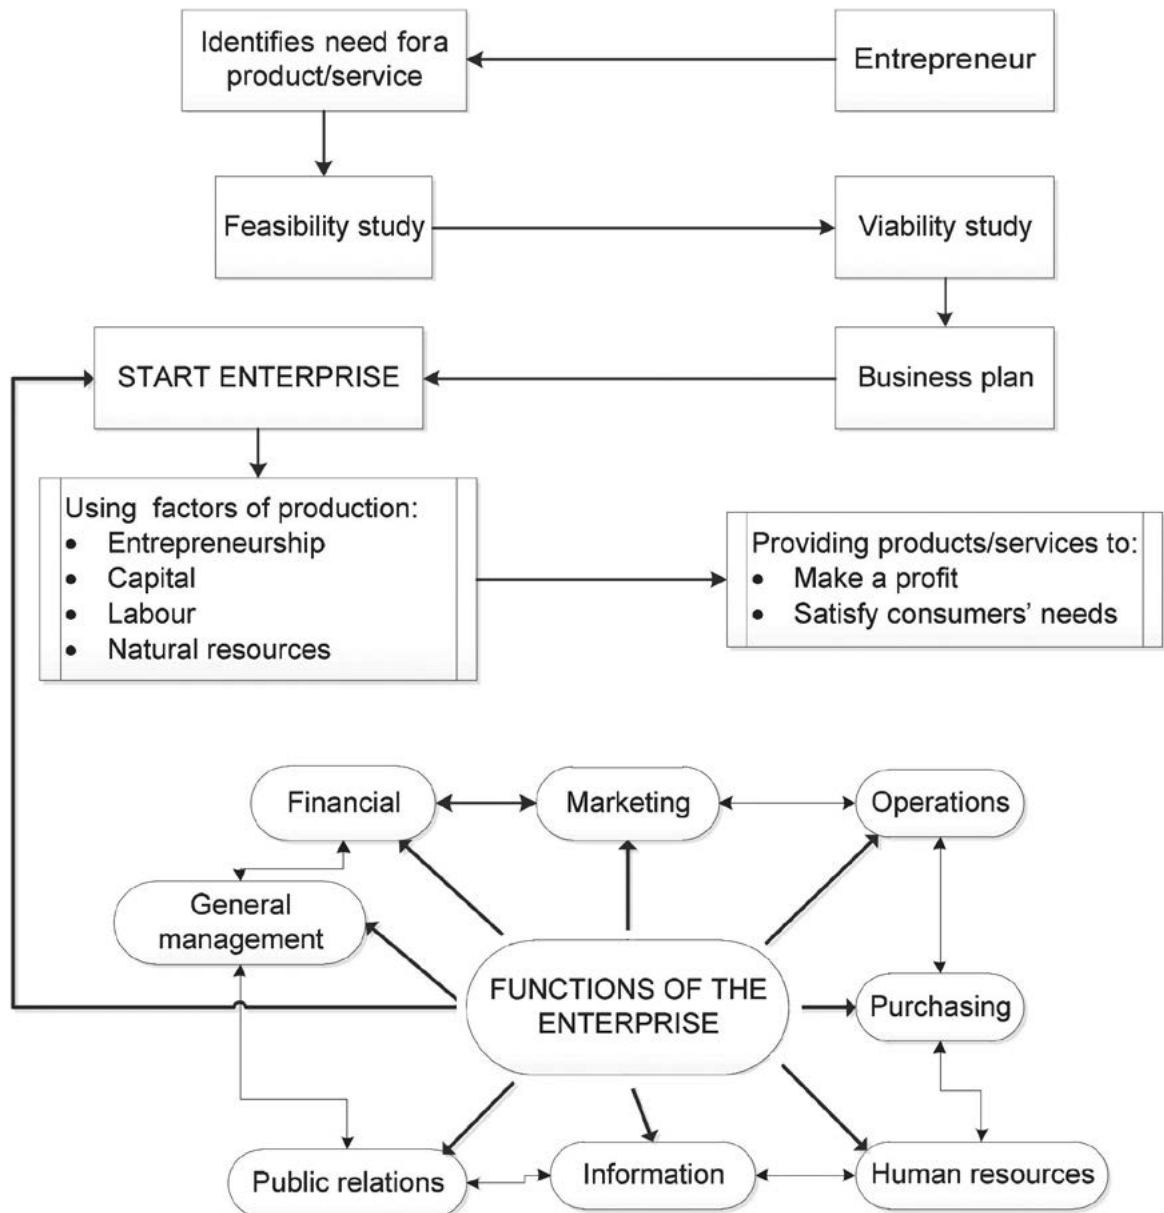 Identifies need fora
product/service
Entrepreneur
Feasibility study
Viability study
START ENTERPRISE
Business plan
Using factors of production:
• Entrepreneurship
• Capital
• Labour
• Natural resources
Providing products/services to:
• Make a profit
• Satisfy consumers’ needs
Financial
Marketing
Operations
General
management
FUNCTIONS OF THE
ENTERPRISE
Purchasing
Public relations
Information
Human resources